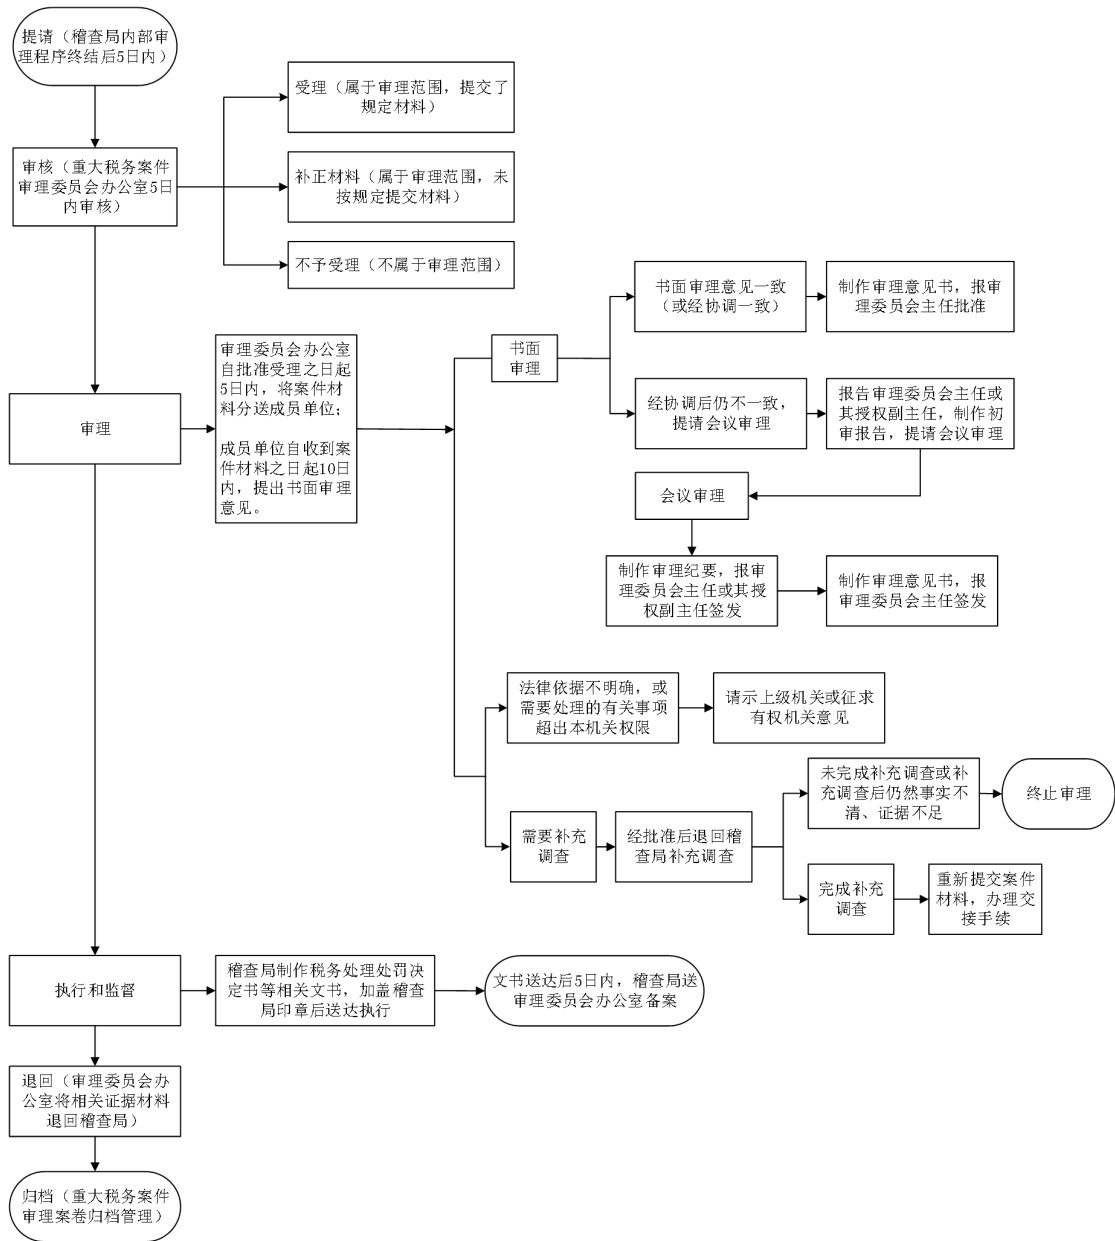 提请（稽查局内部审
理程序终结后5日内）
受理（属于审理范围，提交了
规定材料）
审核（重大税务案件
审理委员会办公室5日
内审核）
补正材料（属于审理范围，未
按规定提交材料）
不予受理（不属于审理范围）
审理
审理委员会办公室
自批准受理之日起
5日内，将案件材
料分送成员单位；
成员单位自收到案
件材料之日起10日
内，提出书面审理
意见。
书面
审理
书面审理意见一致
（或经协调一致）
制作审理意见书，报审
理委员会主任批准
经协调后仍不一致，
提请会议审理
报告审理委员会主任或
其授权副主任，制作初
审报告，提请会议审理
会议审理
制作审理纪要，报审
理委员会主任或其授
权副主任签发
制作审理意见书，报
审理委员会主任签发
法律依据不明确，或
需要处理的有关事项
超出本机关权限
请示上级机关或征求
有权机关意见
需要补充
调查
经批准后退回稽
查局补充调查
未完成补充调查或补
充调查后仍然事实不
清、证据不足
终止审理
完成补充
调查
重新提交案件
材料，办理交
接手续
执行和监督
稽查局制作税务处理处罚决
定书等相关文书，加盖稽查
局印章后送达执行
文书送达后5日内，稽查局送
审理委员会办公室备案
退回（审理委员会办
公室将相关证据材料
退回稽查局）
归档（重大税务案件
审理案卷归档管理）